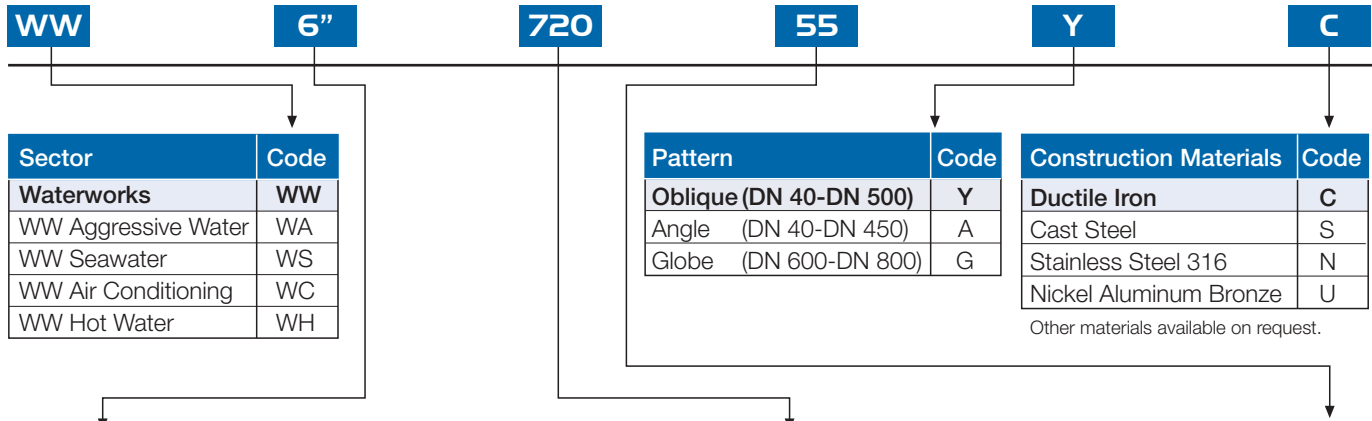 WW 6” 720 55 Y C
Sector Code
Waterworks WW
WW Aggressive Water WA
WW Seawater WS
WW Air Conditioning WC
WW Hot Water WH
Pattern Code
Oblique (DN 40-DN 500) Y
Angle (DN 40-DN 450) A
Globe (DN 600-DN 800) G
Construction Materials Code
Ductile Iron C
Cast Steel S
Stainless Steel 316 N
Nickel Aluminum Bronze U
Other materials available on request.